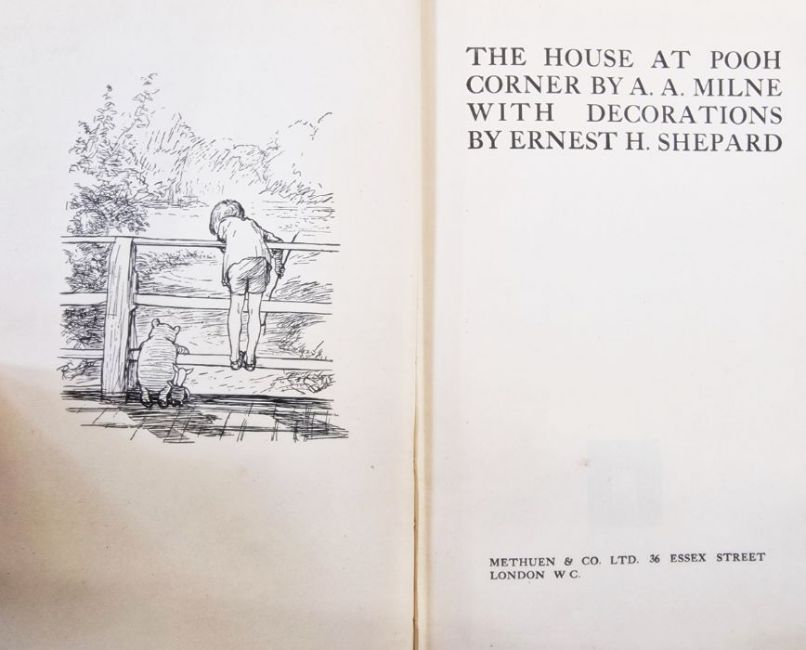 THE HOUSE AT POOH
CORNER BY A. A. MILNE
WITH DECORATIONS
BY ERNEST H. SHEPARD
METHUEN & CO. LTD. 36 ESSEX STREET
LONDON W C.